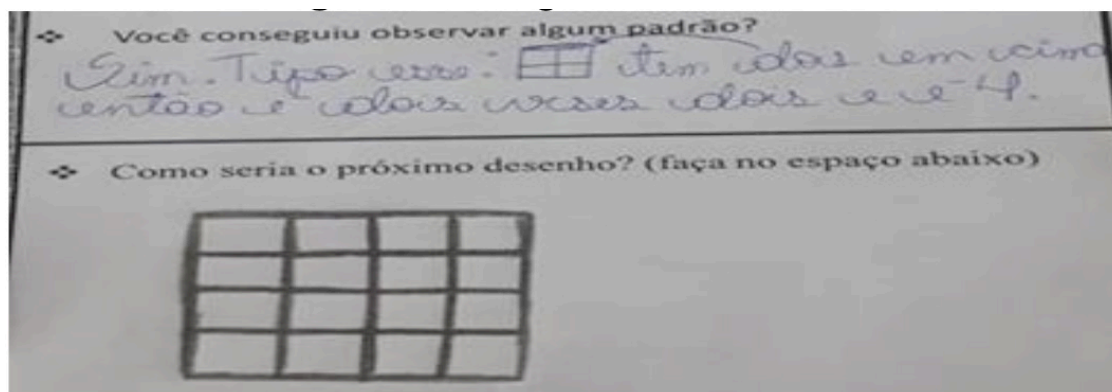 Você conseguiu observar algum padrão?
Sim. Tipo esse: tem dois em cima
então é dois veses dois e é 4.
Como seria o próximo desenho? (faça no espaço abaixo)